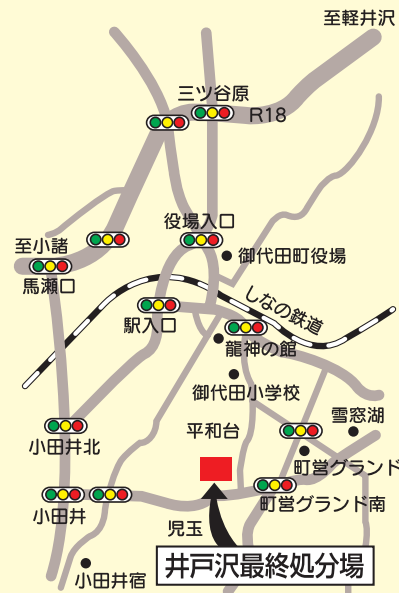 至軽井沢
三ツ谷原
R18
役場入口
至小諸
御代田町役場
馬瀬口
しなの鉄道
駅入口
龍神の館
御代田小学校
雪窓湖
平和台
小田井北
町営グランド
町営グランド南
小田井
児玉
井戸沢最終処分場
小田井宿